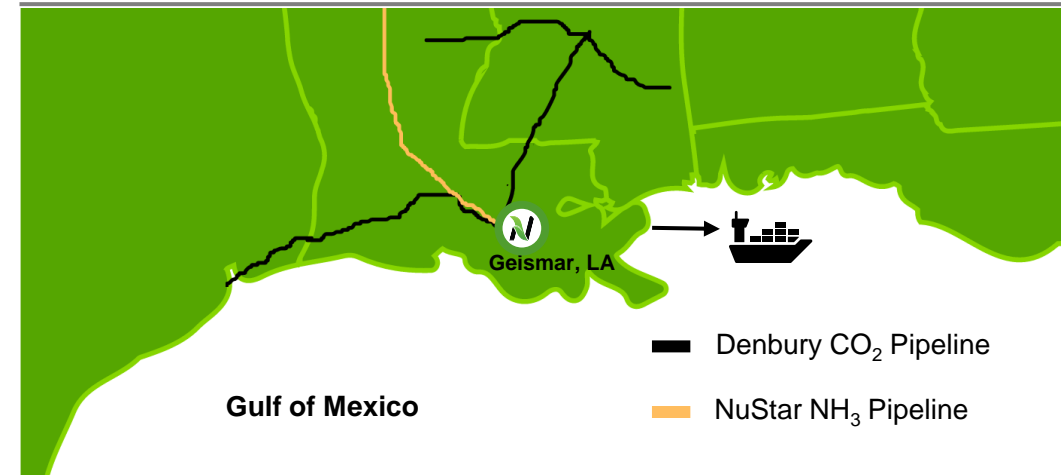 Geismar, LA
Denbury CO₂ Pipeline
Gulf of Mexico
NuStar NH₃ Pipeline